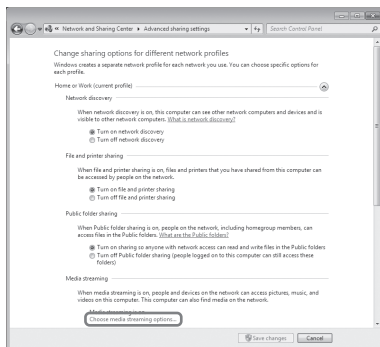 « Network and Sharing Center ▸ Advanced sharing settings
Search Control Panel
Change sharing options for different network profiles
Windows creates a separate network profile for each network you use. You can choose specific options for
each profile.
Home or Work (current profile)
Network discovery
When network discovery is on, this computer can see other network computers and devices and is
visible to other network computers. What is network discovery?
Turn on network discovery
Turn off network discovery
File and printer sharing
When file and printer sharing is on, files and printers that you have shared from this computer can
be accessed by people on the network.
Turn on file and printer sharing
Turn off file and printer sharing
Public folder sharing
When Public folder sharing is on, people on the network, including homegroup members, can
access files in the Public folders. What are the Public folders?
Turn on sharing so anyone with network access can read and write files in the Public folders
Turn off Public folder sharing (people logged on to this computer can still access these
folders)
Media streaming
When media streaming is on, people and devices on the network can access pictures, music, and
videos on this computer. This computer can also find media on the network.
Media streaming is on.
Choose media streaming options...
Save changes
Cancel